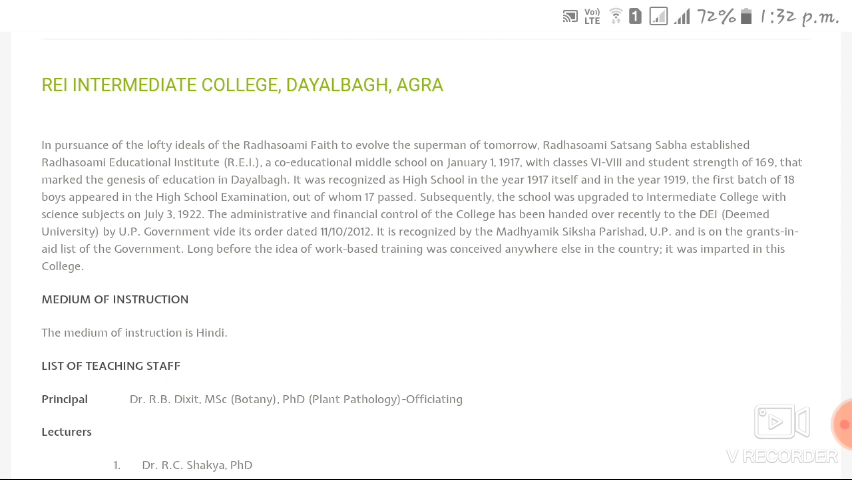 Vo)) LTE 1 72% 1:32 p.m.
REI INTERMEDIATE COLLEGE, DAYALBAGH, AGRA
In pursuance of the lofty ideals of the Radhasoami Faith to evolve the superman of tomorrow, Radhasoami Satsang Sabha established
Radhasoami Educational Institute (R.E.I.), a co-educational middle school on January 1, 1917, with classes VI-VIII and student strength of 169, that
marked the genesis of education in Dayalbagh. It was recognized as High School in the year 1917 itself and in the year 1919, the first batch of 18
boys appeared in the High School Examination, out of whom 17 passed. Subsequently, the school was upgraded to Intermediate College with
science subjects on July 3, 1922. The administrative and financial control of the College has been handed over recently to the DEI (Deemed
University) by U.P. Government vide its order dated 11/10/2012. It is recognized by the Madhyamik Siksha Parishad, U.P. and is on the grants-in-
aid list of the Government. Long before the idea of work-based training was conceived anywhere else in the country; it was imparted in this
College.
MEDIUM OF INSTRUCTION
The medium of instruction is Hindi.
LIST OF TEACHING STAFF
Principal Dr. R.B. Dixit, MSc (Botany), PhD (Plant Pathology)-Officiating
Lecturers
1. Dr. R.C. Shakya, PhD
V RECORDER